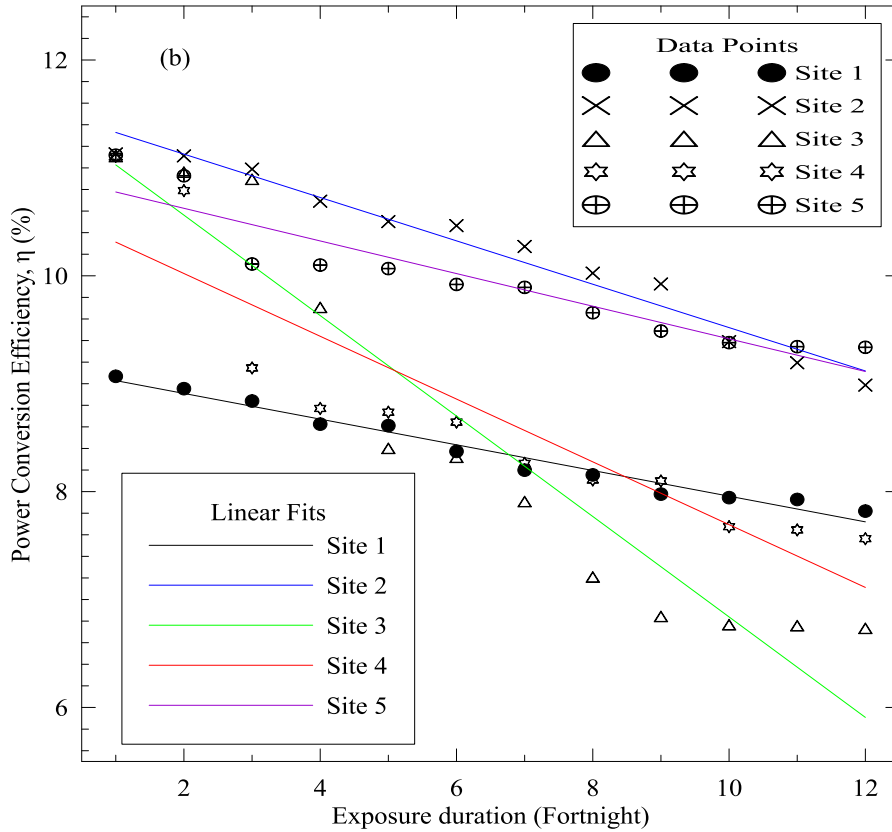 (b)
Data Points
Site 1
Site 2
Site 3
Site 4
Site 5
12
10
8
6
Power Conversion Efficiency, η (%)
Linear Fits
Site 1
Site 2
Site 3
Site 4
Site 5
2 4 6 8 10 12
Exposure duration (Fortnight)